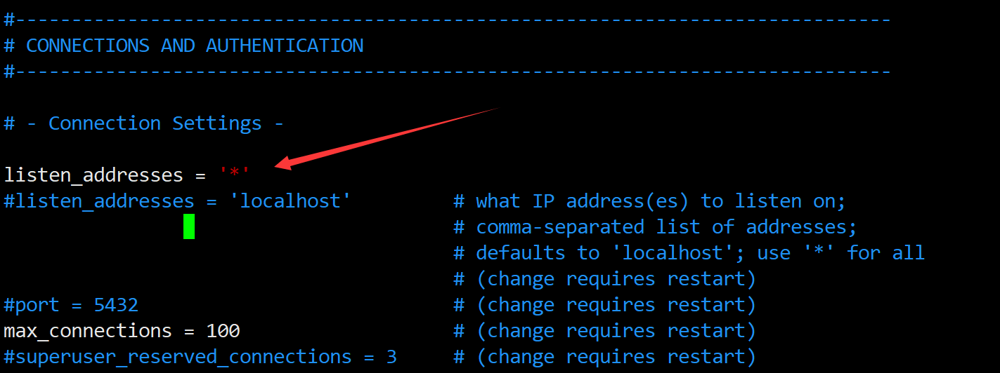 #------------------------------------------------------------------------------
# CONNECTIONS AND AUTHENTICATION
#------------------------------------------------------------------------------
# - Connection Settings -
listen_addresses = '*'
#listen_addresses = 'localhost'         # what IP address(es) to listen on;
                                        # comma-separated list of addresses;
                                        # defaults to 'localhost'; use '*' for all
                                        # (change requires restart)
#port = 5432                            # (change requires restart)
max_connections = 100                   # (change requires restart)
#superuser_reserved_connections = 3     # (change requires restart)